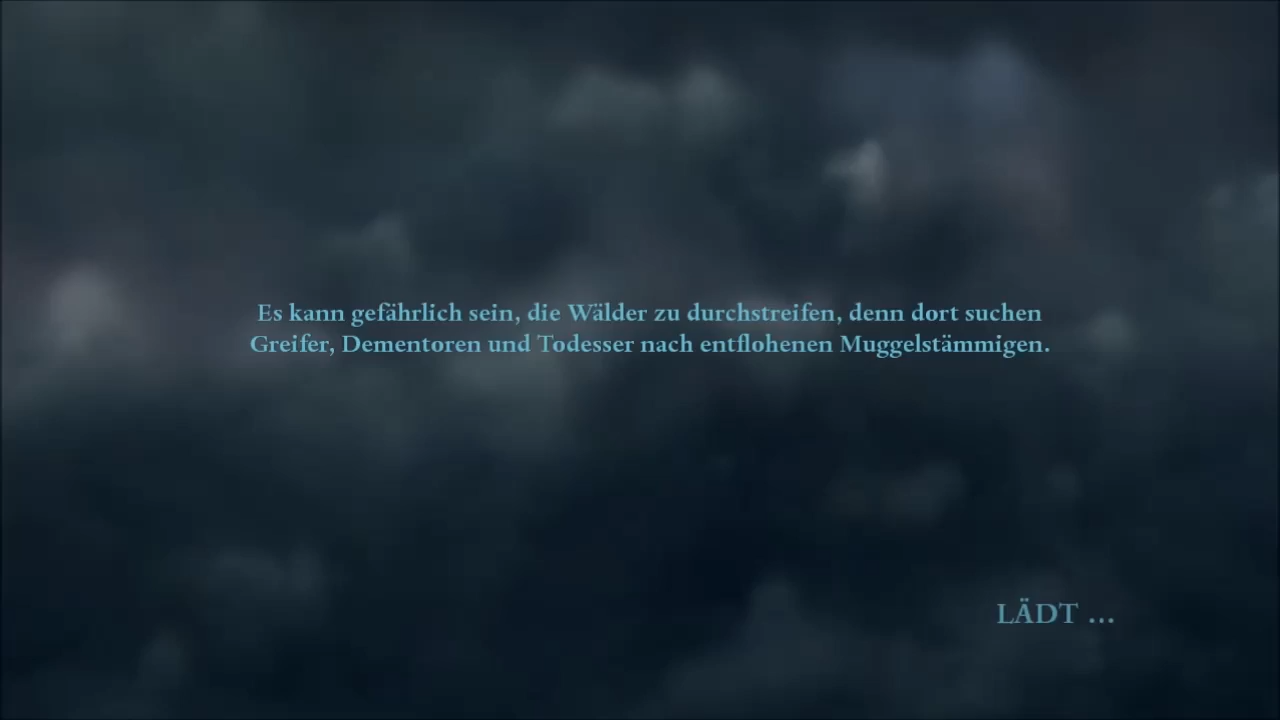 Es kann gefährlich sein, die Wälder zu durchstreifen, denn dort suchen
Greifer, Dementoren und Todesser nach entflohenen Muggelstämmigen.
LÄDT ...